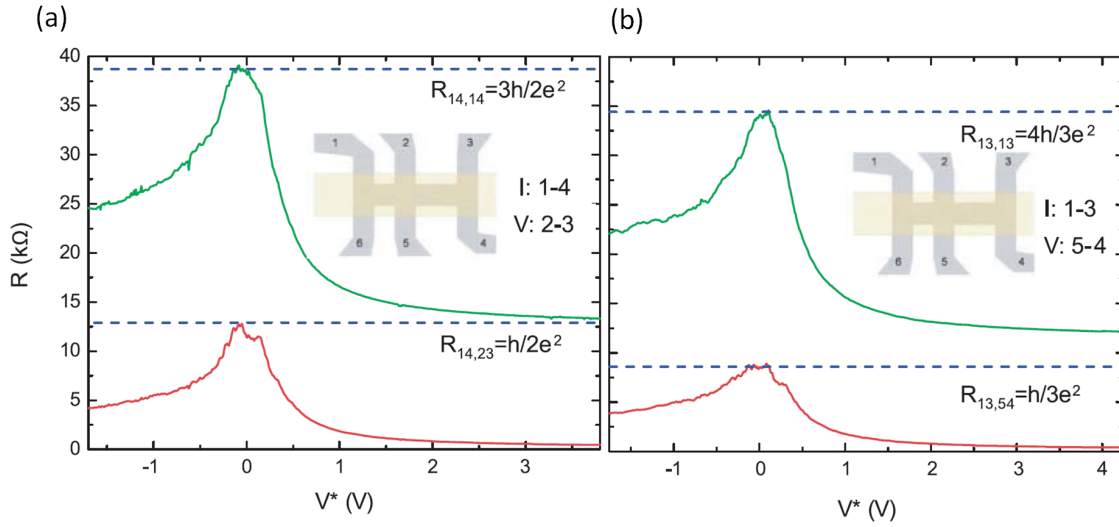 (a)
40
35
30
25
20
15
10
5
0
R (kΩ)
R₁₄,₁₄=3h/2e²
1
2
3
6
5
4
I: 1-4
V: 2-3
R₁₄,₂₃=h/2e²
-1
0
1
2
3
V* (V)
(b)
R₁₃,₁₃=4h/3e²
1
2
3
6
5
4
I: 1-3
V: 5-4
R₁₃,₅₄=h/3e²
-1
0
1
2
3
4
V* (V)